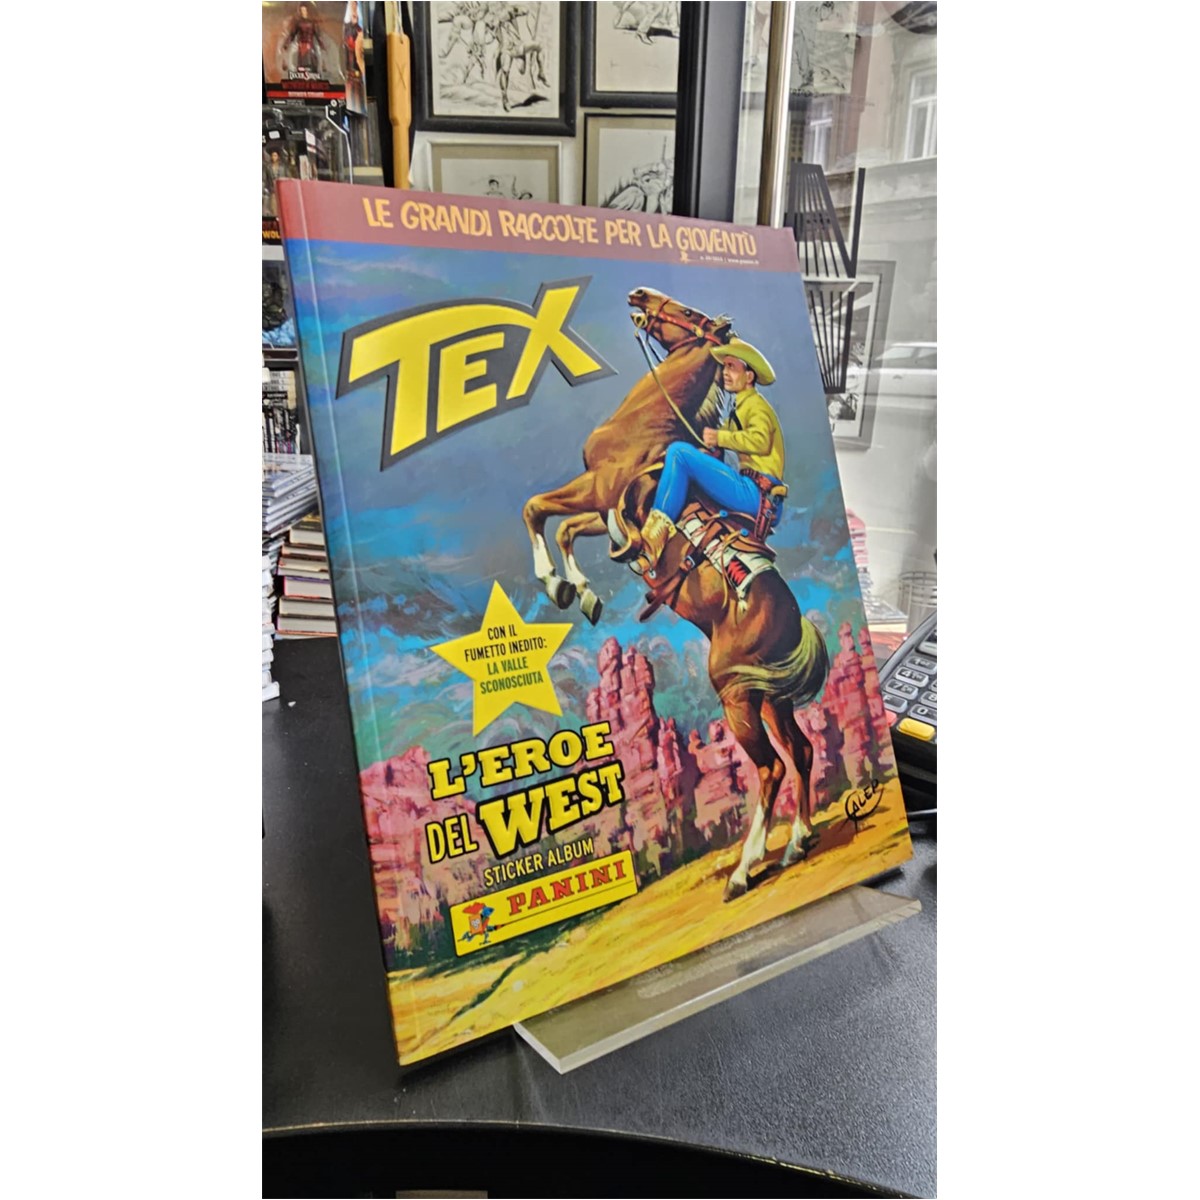 LE GRANDI RACCOLTE PER LA GIOVENTÙ
TEX
CON IL
FUMETTO INEDITO:
LA VALLE
SCONOSCIUTA
L'EROE
DEL WEST
STICKER ALBUM
PANINI
GALEP